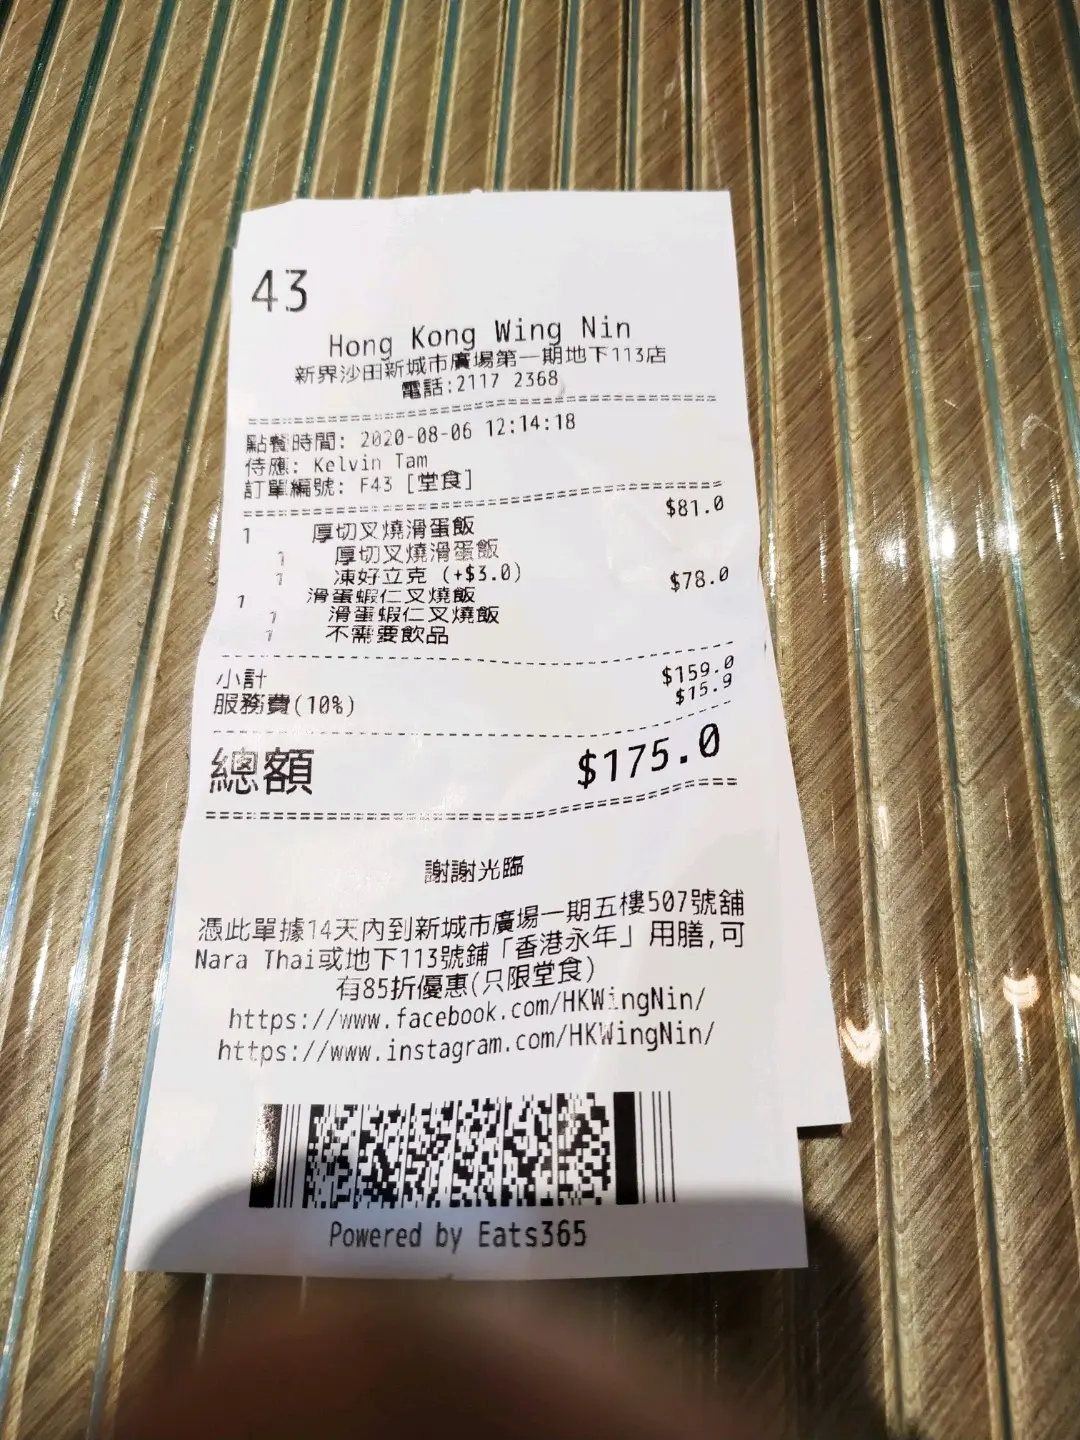 43
Hong Kong Wing Nin
新界沙田新城市廣場第一期地下113店
電話:2117 2368
點餐時間: 2020-08-06 12:14:18
侍應: Kelvin Tam
訂單編號: F43 [堂食]
1 厚切叉燒滑蛋飯 $81.0
1 厚切叉燒滑蛋飯
1 凍好立克 (+$3.0)
1 滑蛋蝦仁叉燒飯 $78.0
1 滑蛋蝦仁叉燒飯
1 不需要飲品
小計 $159.0
服務費(10%) $15.9
總額 $175.0
謝謝光臨
憑此單據14天內到新城市廣場一期五樓507號舖
Nara Thai或地下113號鋪「香港永年」用膳,可
有85折優惠(只限堂食)
https://www.facebook.com/HKWingNin/
https://www.instagram.com/HKWingNin/
Powered by Eats365